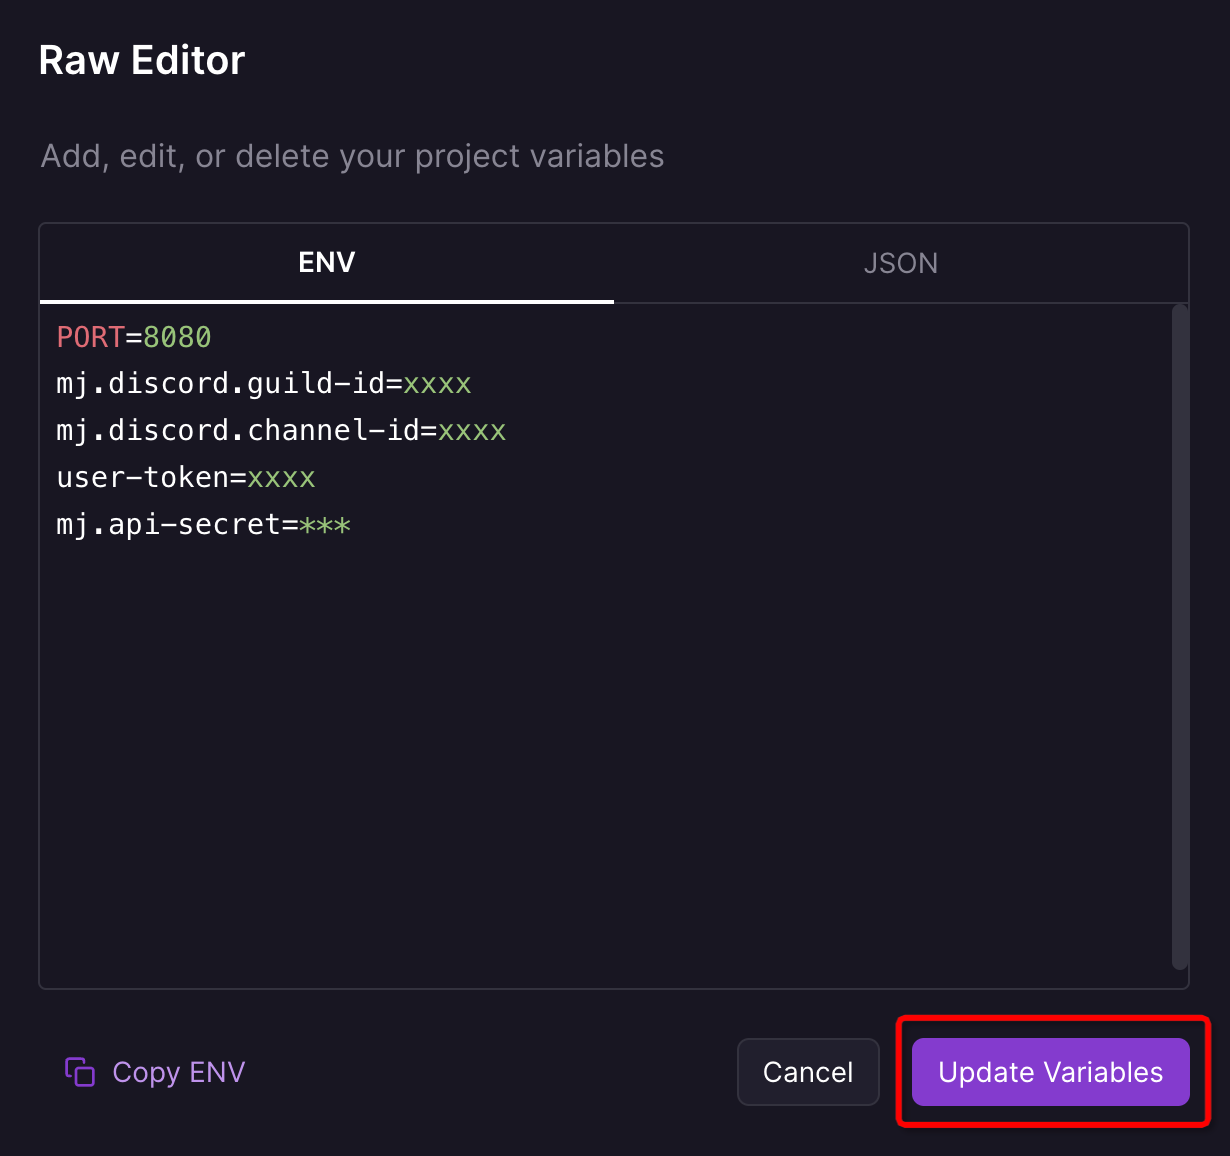 Raw Editor
Add, edit, or delete your project variables
ENV
JSON
PORT=8080
mj.discord.guild-id=xxxx
mj.discord.channel-id=xxxx
user-token=xxxx
mj.api-secret=***
Copy ENV
Cancel
Update Variables